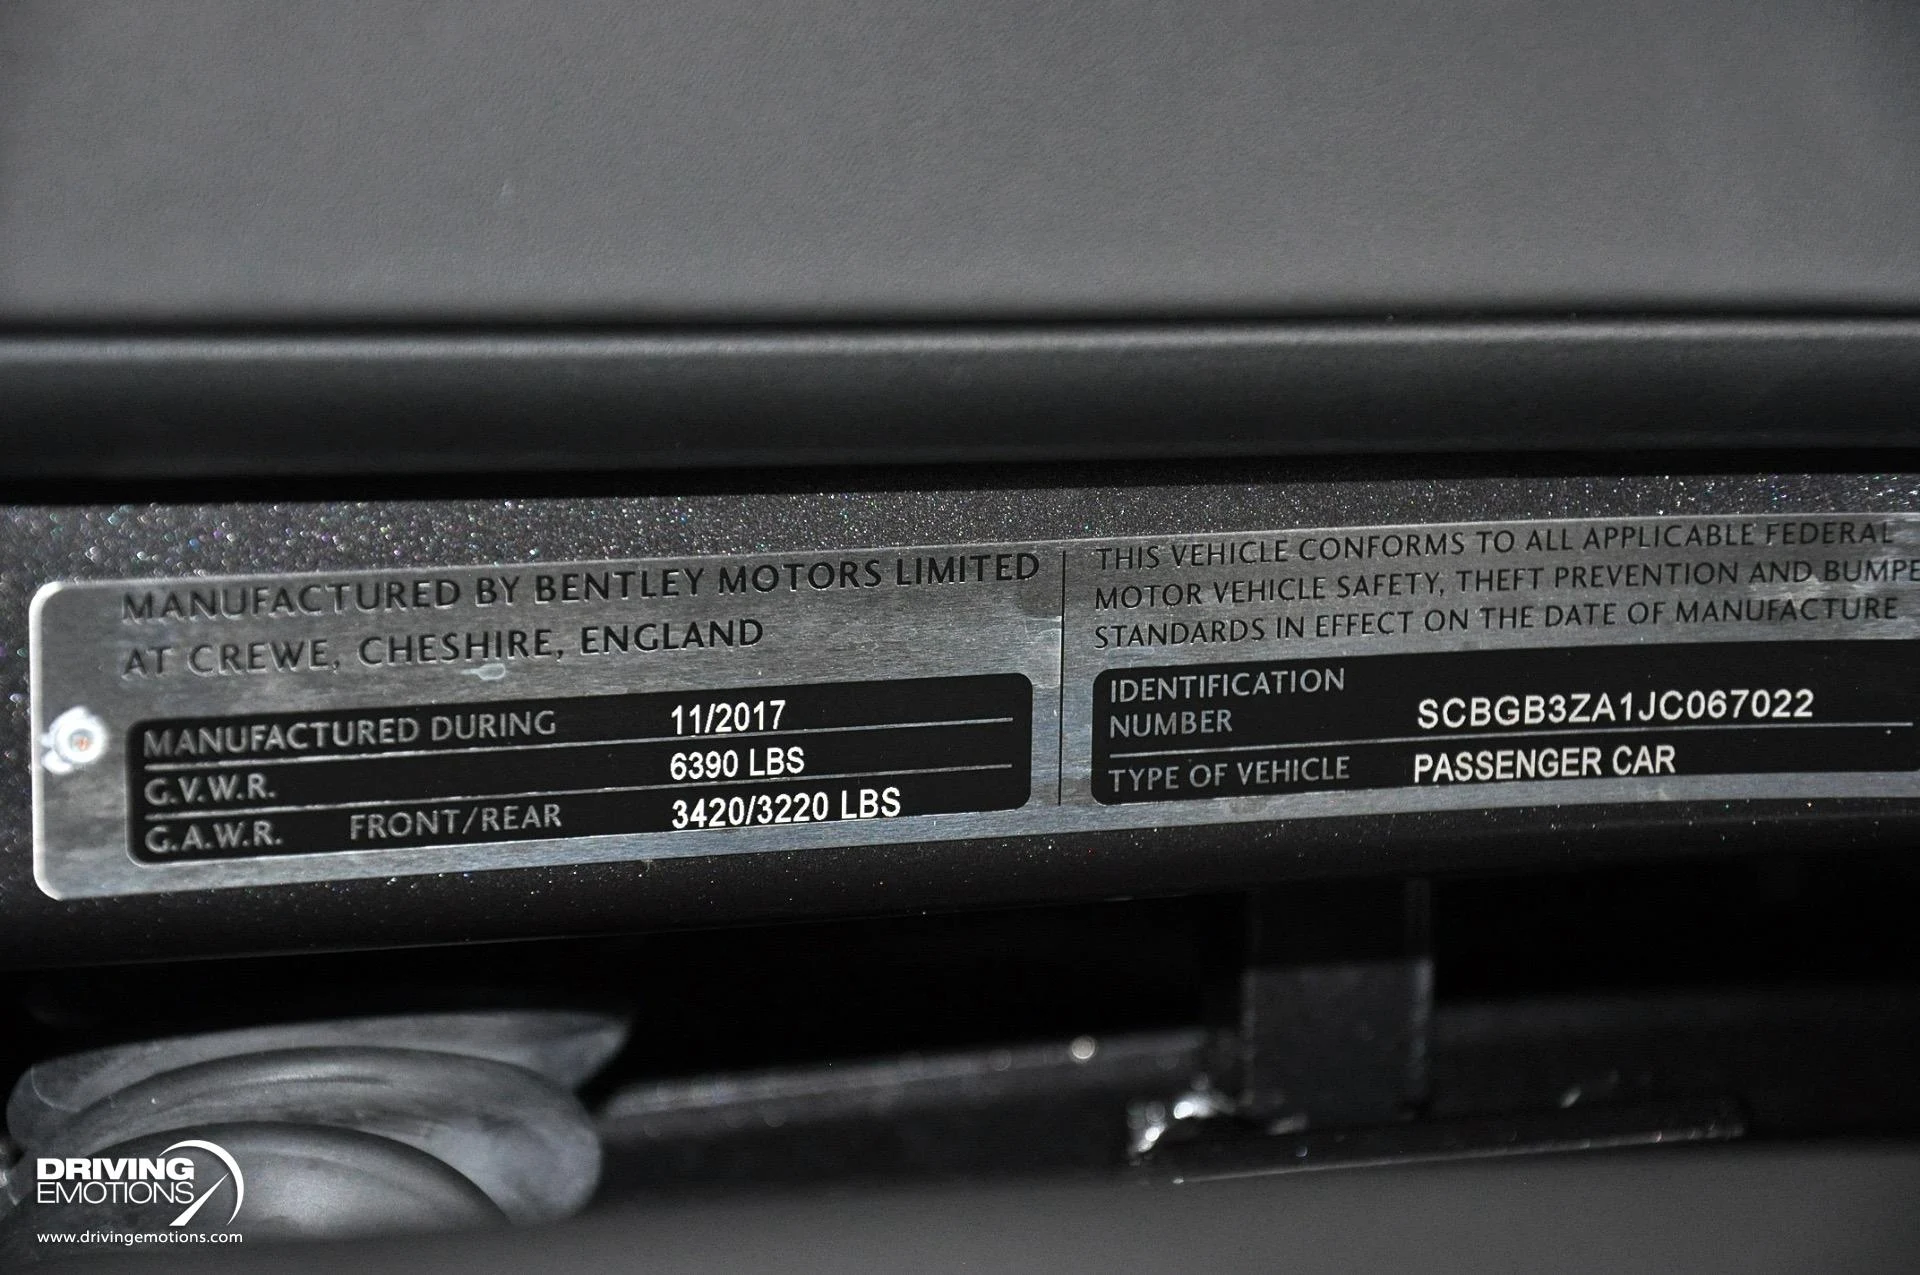 MANUFACTURED BY BENTLEY MOTORS LIMITED
AT CREWE, CHESHIRE, ENGLAND
MANUFACTURED DURING 11/2017
G.V.W.R. 6390 LBS
G.A.W.R. FRONT/REAR 3420/3220 LBS
THIS VEHICLE CONFORMS TO ALL APPLICABLE FEDERAL
MOTOR VEHICLE SAFETY, THEFT PREVENTION AND BUMPE
STANDARDS IN EFFECT ON THE DATE OF MANUFACTURE
IDENTIFICATION
NUMBER SCBGB3ZA1JC067022
TYPE OF VEHICLE PASSENGER CAR
DRIVING
EMOTIONS
www.drivingemotions.com